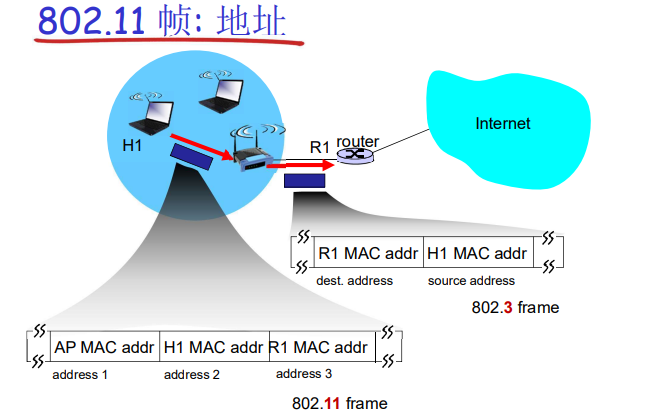 802.11 帧: 地址
H1
R1 router
Internet
R1 MAC addr H1 MAC addr
dest. address source address
802.3 frame
AP MAC addr H1 MAC addr R1 MAC addr
address 1 address 2 address 3
802.11 frame